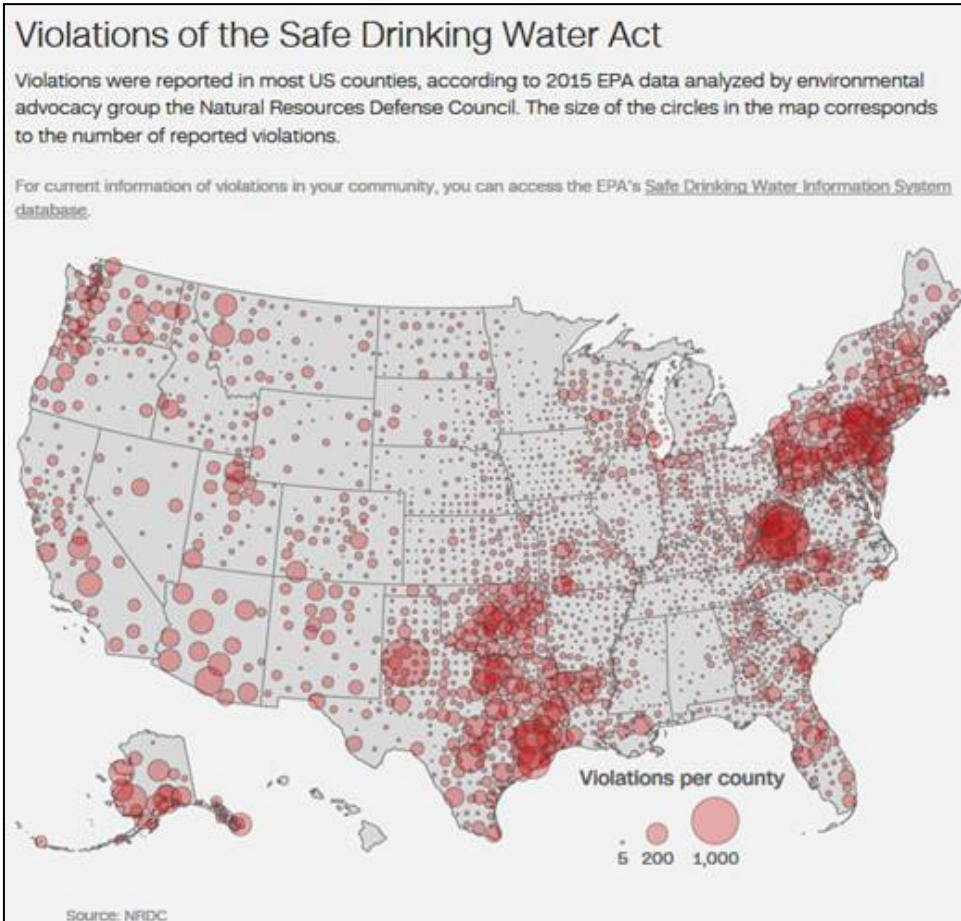 Violations of the Safe Drinking Water Act
Violations were reported in most US counties, according to 2015 EPA data analyzed by environmental
advocacy group the Natural Resources Defense Council. The size of the circles in the map corresponds
to the number of reported violations.
For current information of violations in your community, you can access the EPA's Safe Drinking Water Information System
database.
Violations per county
5 200 1,000
Source: NRDC